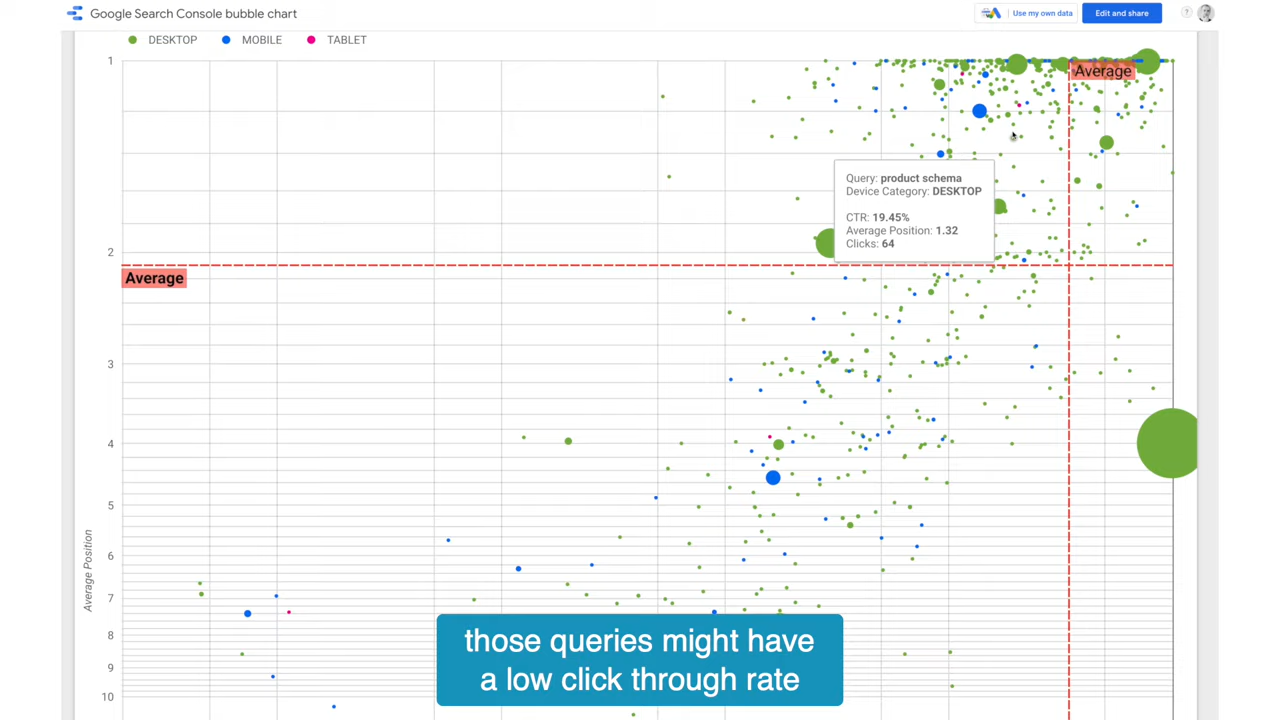 Google Search Console bubble chart
Use my own data
Edit and share
?
DESKTOP
MOBILE
TABLET
1
Average
Query: product schema
Device Category: DESKTOP
CTR: 19.45%
Average Position: 1.32
Clicks: 64
2
Average
3
4
5
Average Position
6
7
8
9
10
those queries might have
a low click through rate